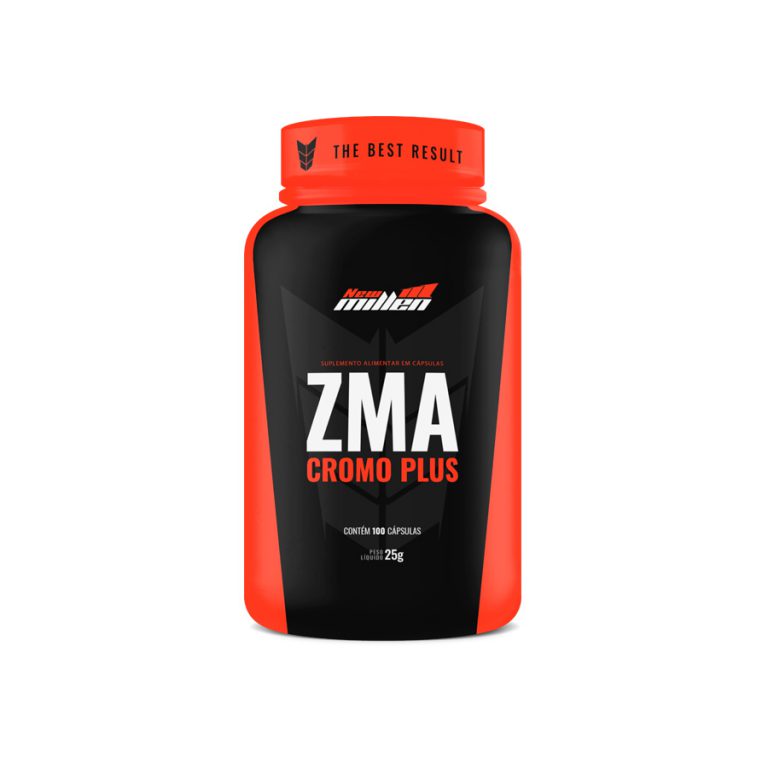 THE BEST RESULT
New
millen
SUPLEMENTO ALIMENTAR EM CÁPSULAS
ZMA
CROMO PLUS
CONTÉM 100 CÁPSULAS
PESO LÍQUIDO 25g